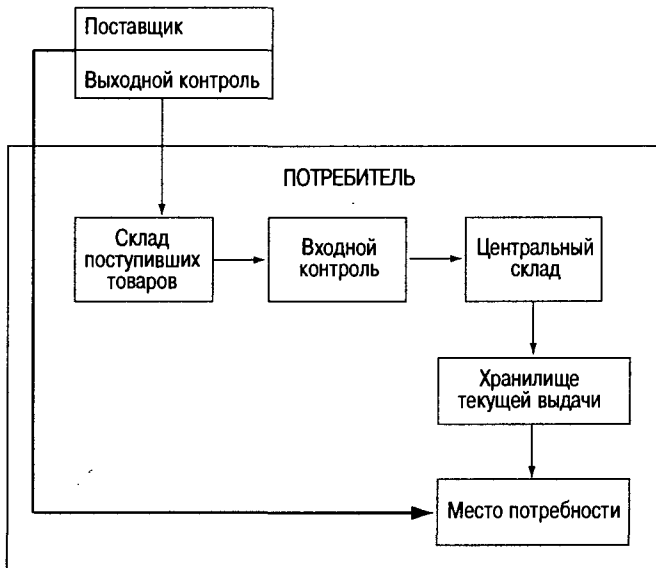 Поставщик
Выходной контроль
ПОТРЕБИТЕЛЬ
Склад
поступивших
товаров
Входной
контроль
Центральный
склад
Хранилище
текущей выдачи
Место потребности